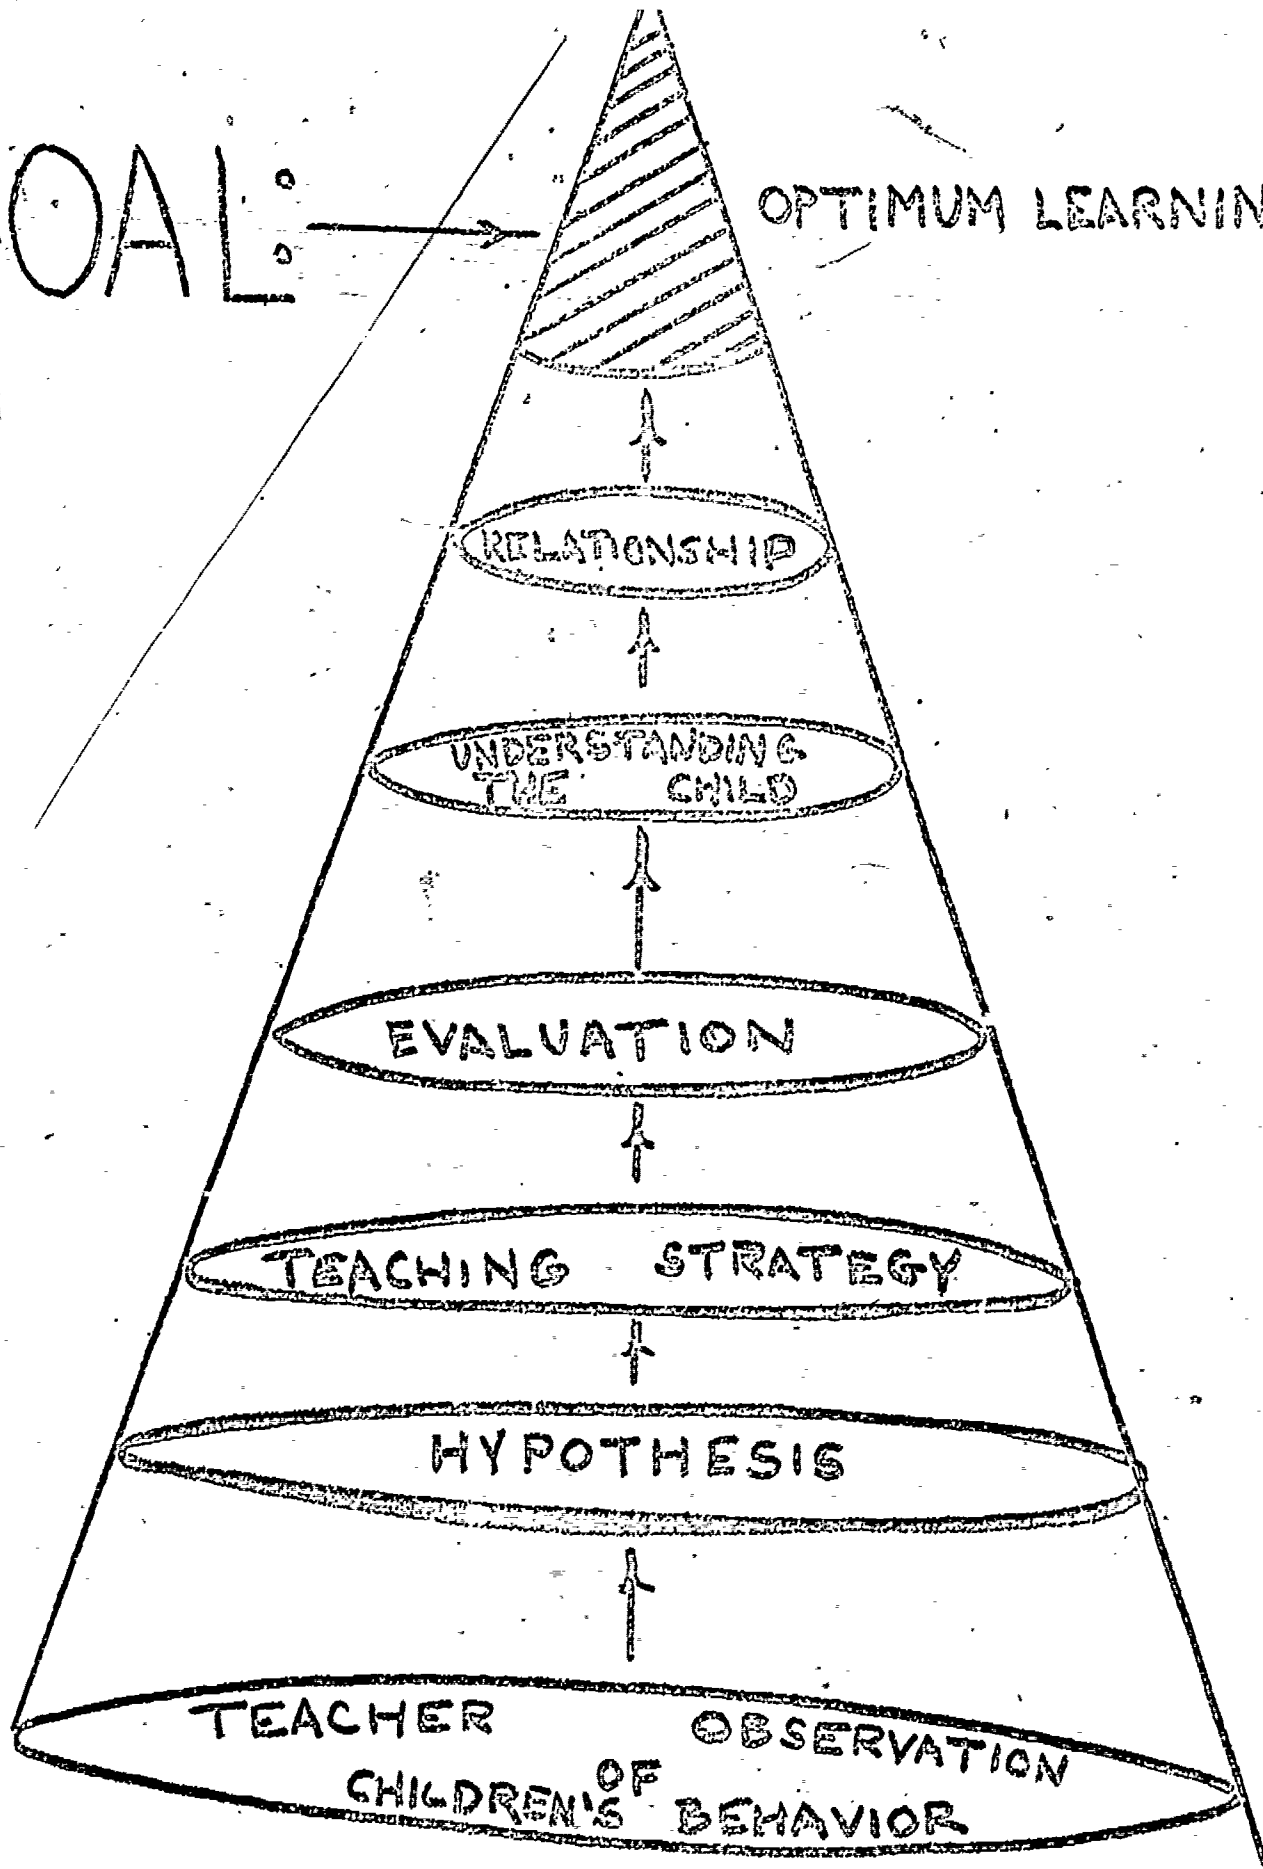 OAL:
OPTIMUM LEARNIN
RELATIONSHIP
UNDERSTANDING
THE CHILD
EVALUATION
TEACHING STRATEGY
HYPOTHESIS
TEACHER OBSERVATION
OF
CHILDREN'S BEHAVIOR